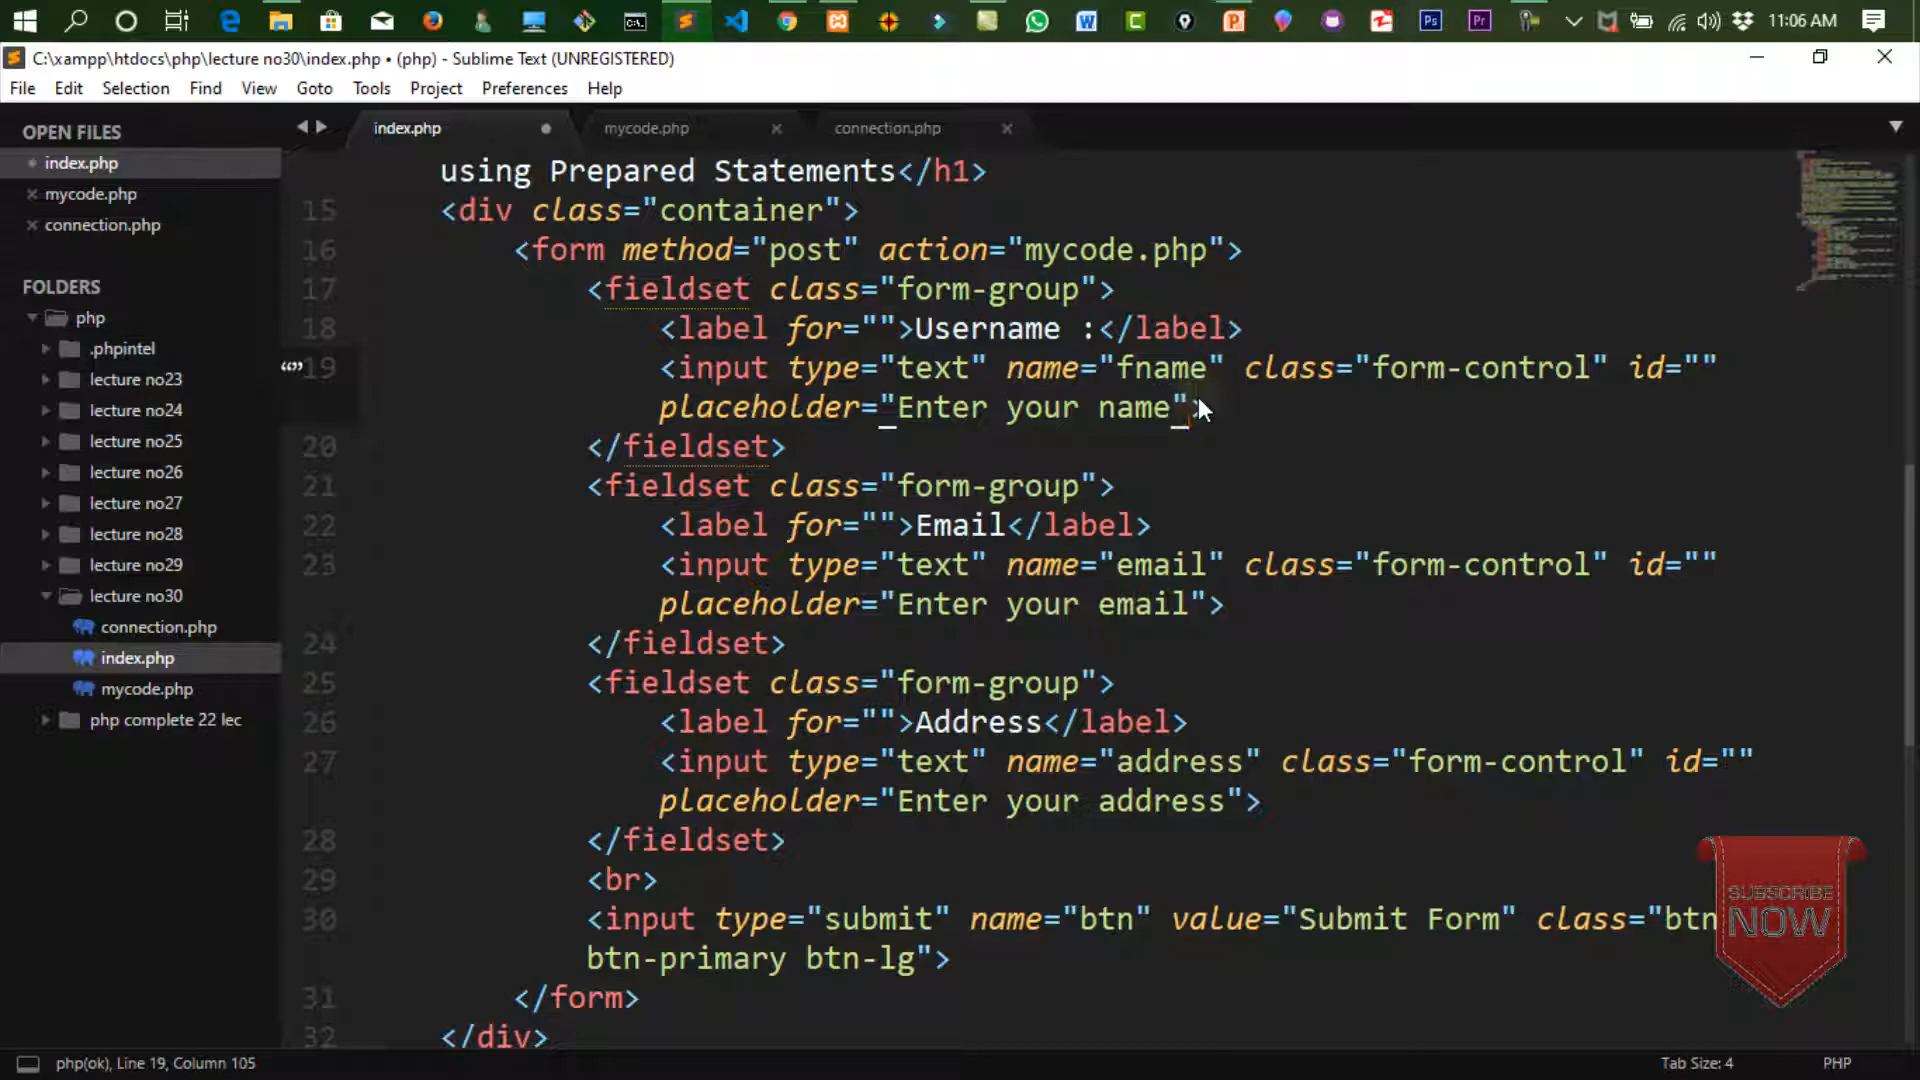 11:06 AM
C:\xampp\htdocs\php\lecture no30\index.php • (php) - Sublime Text (UNREGISTERED)
File Edit Selection Find View Goto Tools Project Preferences Help
OPEN FILES
index.php
mycode.php
connection.php
FOLDERS
php
.phpintel
lecture no23
lecture no24
lecture no25
lecture no26
lecture no27
lecture no28
lecture no29
lecture no30
connection.php
index.php
mycode.php
php complete 22 lec
index.php mycode.php connection.php
using Prepared Statements</h1>
15 <div class="container">
16 <form method="post" action="mycode.php">
17 <fieldset class="form-group">
18 <label for="">Username :</label>
19 <input type="text" name="fname" class="form-control" id=""
placeholder="Enter your name">
20 </fieldset>
21 <fieldset class="form-group">
22 <label for="">Email</label>
23 <input type="text" name="email" class="form-control" id=""
placeholder="Enter your email">
24 </fieldset>
25 <fieldset class="form-group">
26 <label for="">Address</label>
27 <input type="text" name="address" class="form-control" id=""
placeholder="Enter your address">
28 </fieldset>
29 <br>
30 <input type="submit" name="btn" value="Submit Form" class="btn
btn-primary btn-lg">
31 </form>
32 </div>
SUBSCRIBE
NOW
php(ok), Line 19, Column 105
Tab Size: 4 PHP